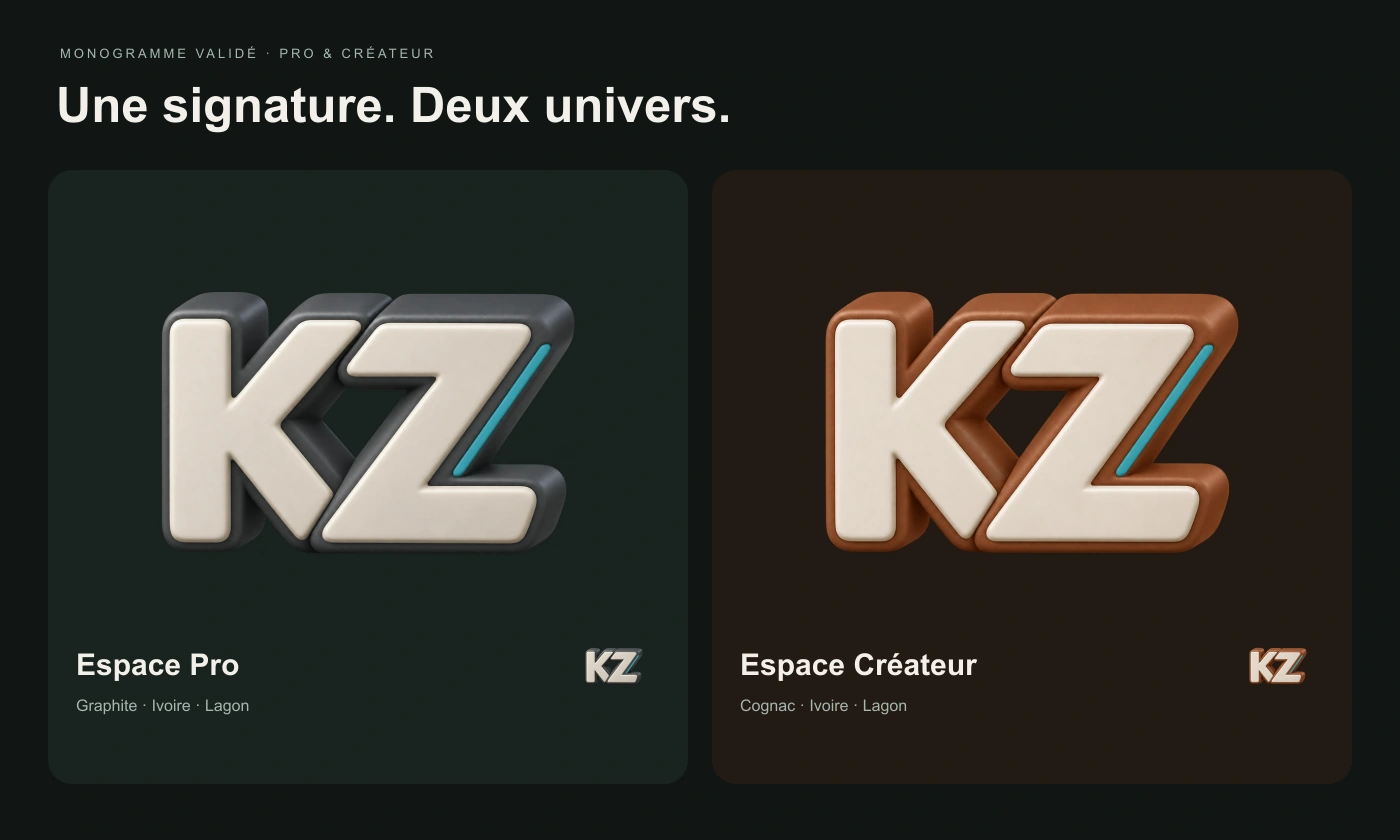 MONOGRAMME VALIDÉ · PRO & CRÉATEUR
Une signature. Deux univers.
KZ
KZ
Espace Pro
KZ
Graphite · Ivoire · Lagon
Espace Créateur
KZ
Cognac · Ivoire · Lagon